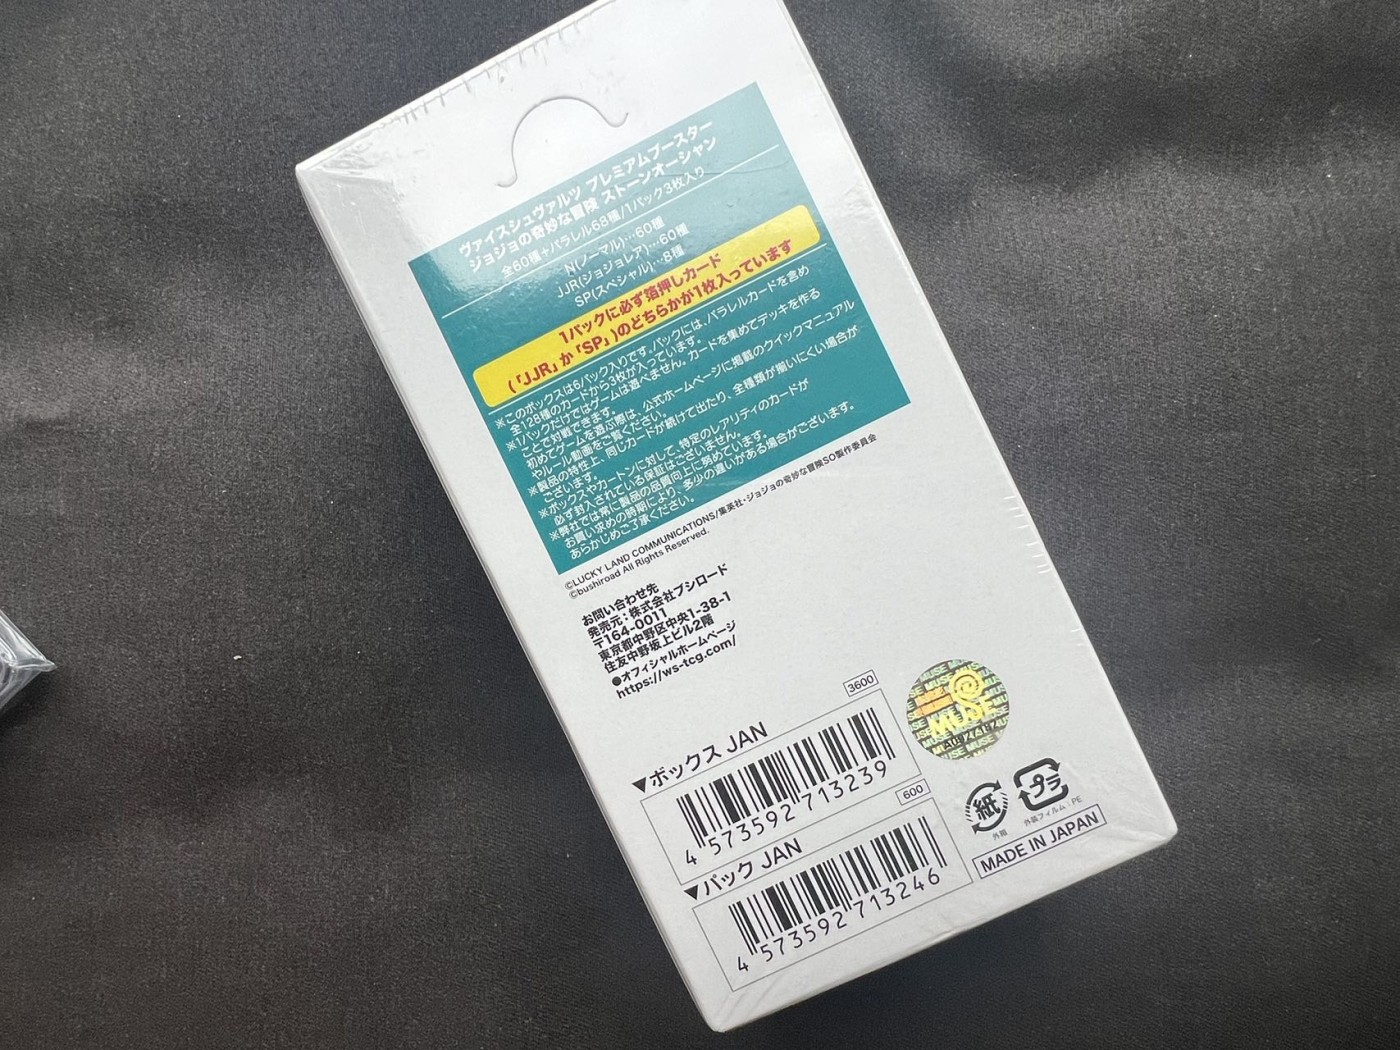 ヴァイスシュヴァルツ プレミアムブースター
ジョジョの奇妙な冒険 ストーンオーシャン
全60種+パラレル68種/1パック3枚入り
N(ノーマル)…60種
JJR(ジョジョレア)…60種
SP(スペシャル)…8種
1パックに必ず箔押しカード
(「JJR」か「SP」)のどちらかが1枚入っています
※このボックスは6パック入りです。パックには、パラレルカードを含め
全128種のカードから3枚が入っています。
※1パックだけではゲームは遊べません。カードを集めてデッキを作る
ことで対戦できます。
初めてゲームを遊ぶ際は、公式ホームページに掲載のクイックマニュアル
やルール動画をご覧ください。
※製品の特性上、同じカードが続けて出たり、全種類が揃いにくい場合が
ございます。
※ボックスやカートンに対して、特定のレアリティのカードが
必ず封入されている保証はございません。
※弊社では常に製品の品質向上に努めています。
お買い求めの時期により、多少の違いがある場合がございます。
あらかじめご了承ください。
©LUCKY LAND COMMUNICATIONS/集英社・ジョジョの奇妙な冒険SO製作委員会
©bushiroad All Rights Reserved.
お問い合わせ先
発売元:株式会社ブシロード
〒164-0011
東京都中野区中央1-38-1
住友中野坂上ビル2階
●オフィシャルホームページ
https://ws-tcg.com/
3600
▼ボックス JAN
4 573592 713239
600
▼パック JAN
4 573592 713246
MUSE
紙
外箱
プラ
外装フィルム:PE
MADE IN JAPAN